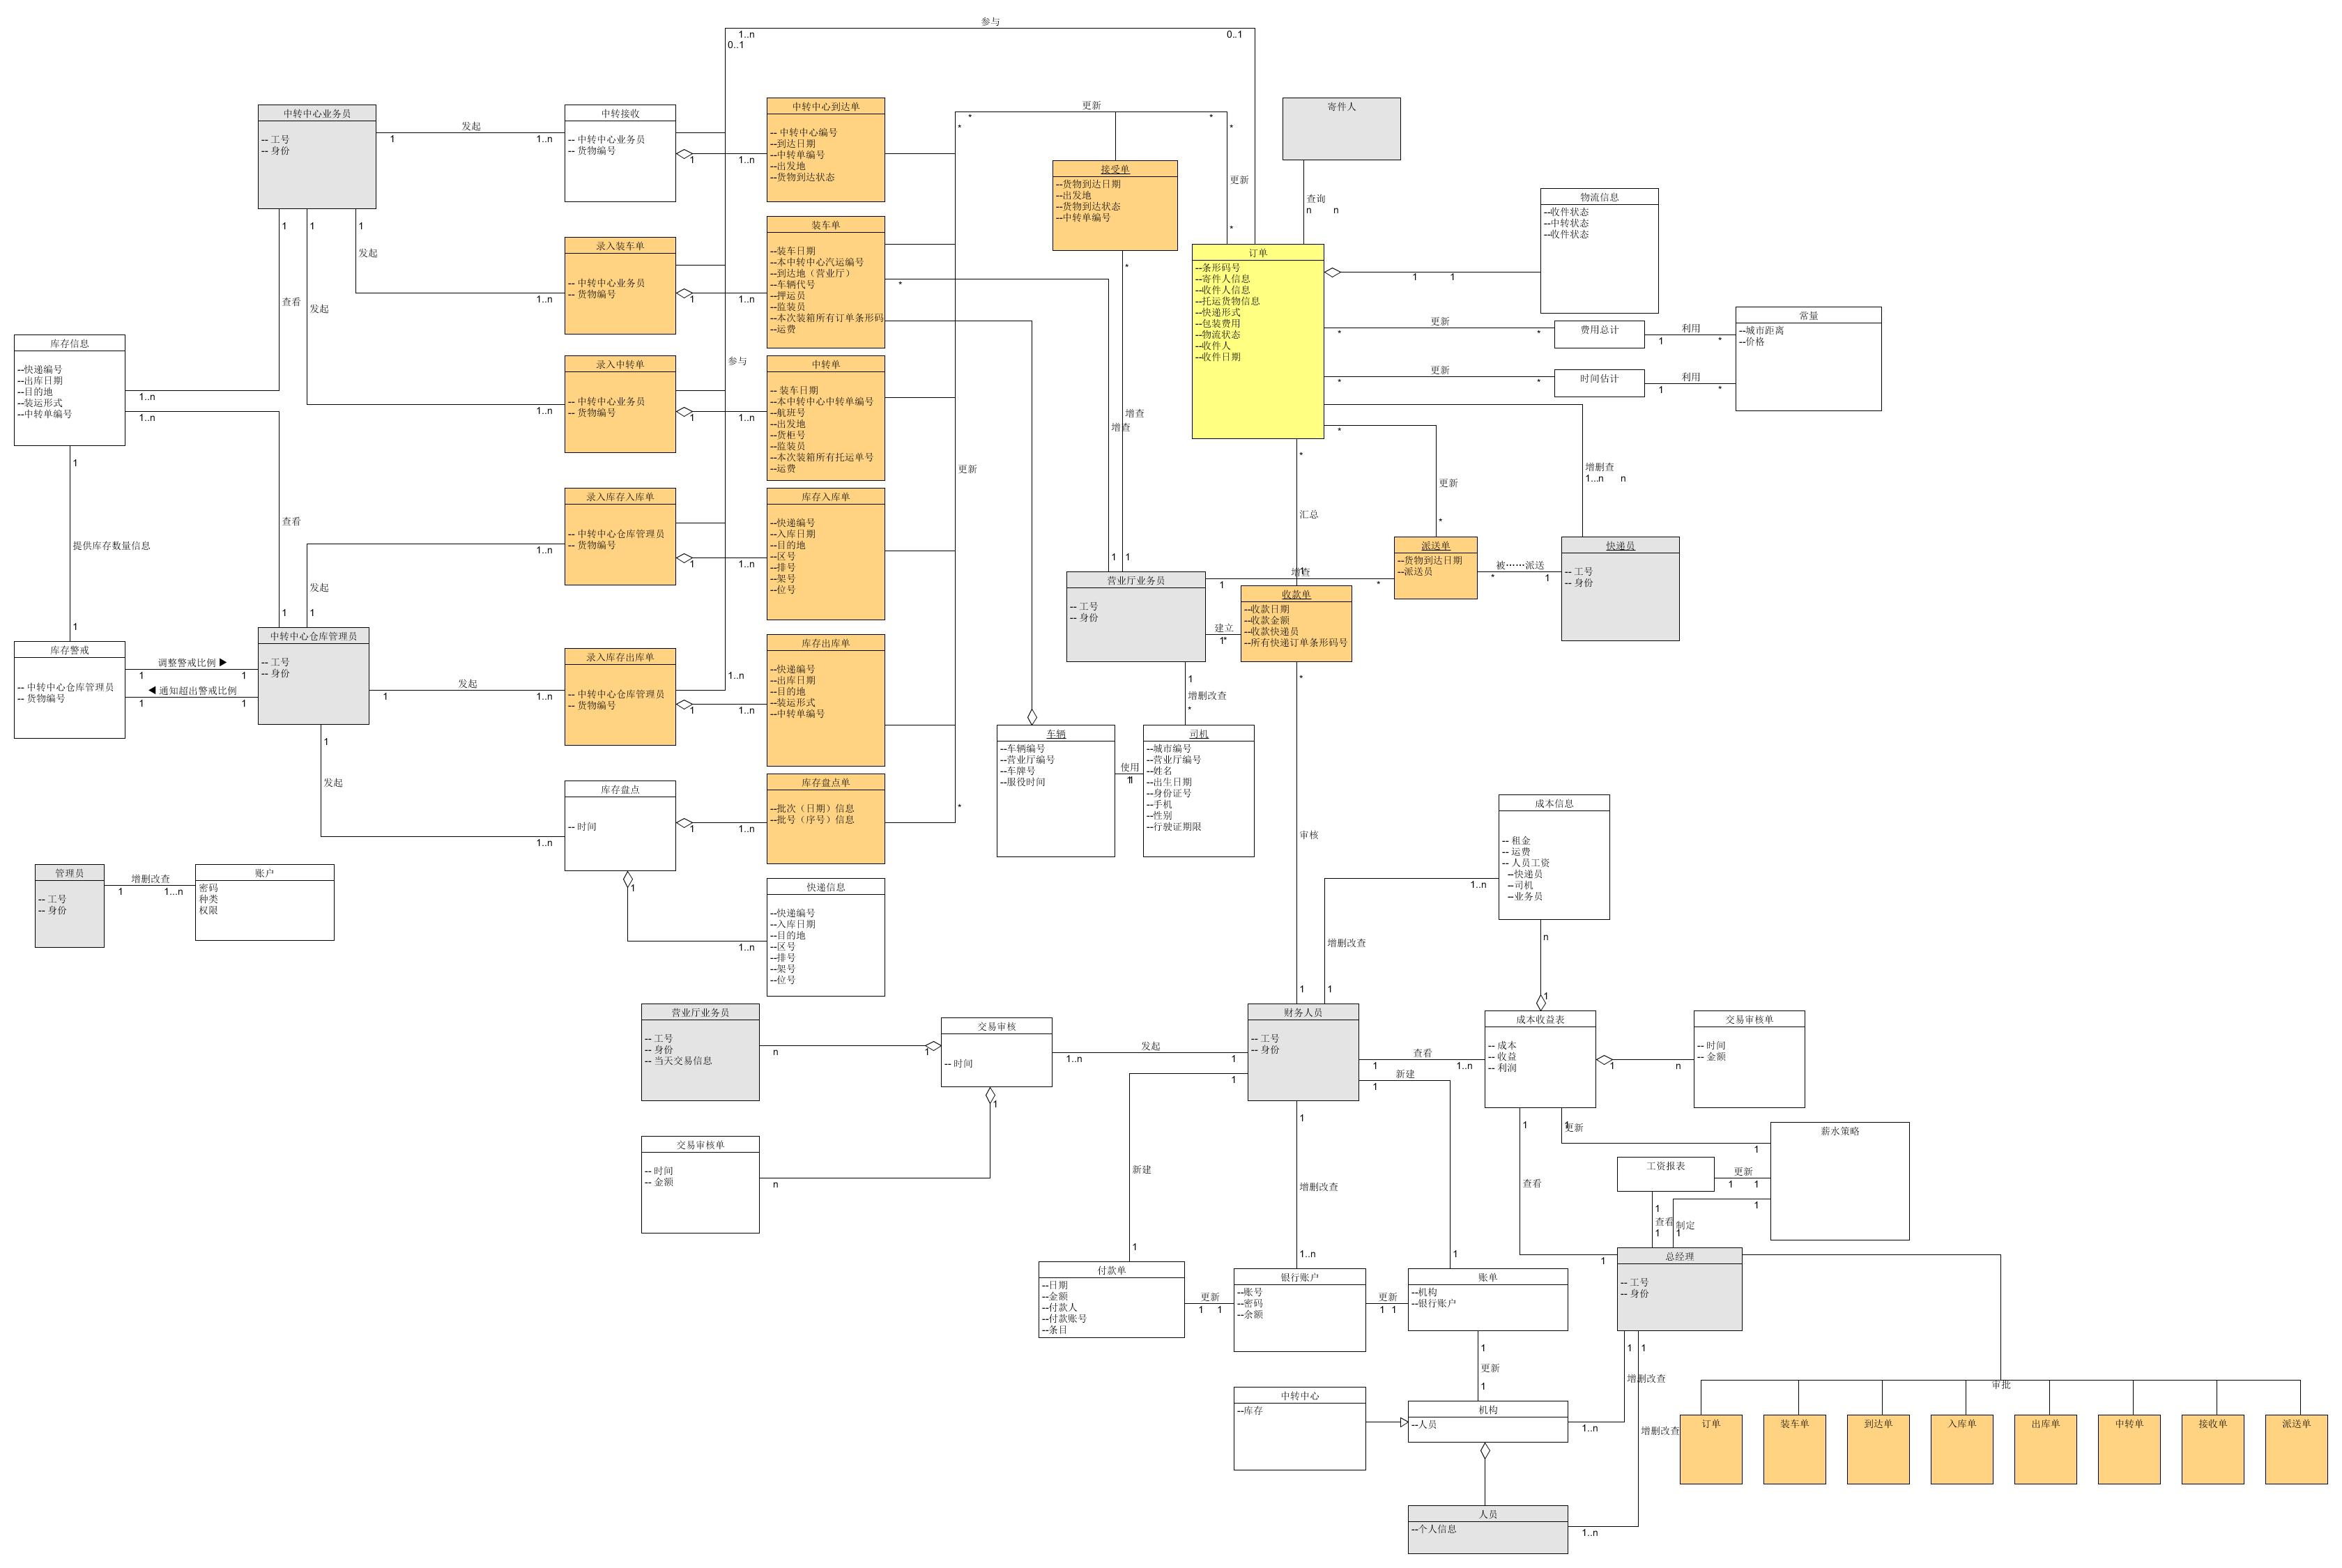 参与
1..n
0..1
0..1
中转中心业务员
-- 工号
-- 身份
发起
1
1..n
中转接收
-- 中转中心业务员
-- 货物编号
1
1..n
中转中心到达单
-- 中转中心编号
--到达日期
--中转单编号
--出发地
--货物到达状态
更新
*
*
*
*
接受单
--货物到达日期
--出发地
--货物到达状态
--中转单编号
更新
*
寄件人
查询
n
n
物流信息
--收件状态
--中转状态
--收件状态
1
1
1
发起
查看
发起
录入装车单
-- 中转中心业务员
-- 货物编号
1..n
1
1..n
装车单
--装车日期
--本中转中心汽运编号
--到达地（营业厅）
--车辆代号
--押运员
--监装员
--本次装箱所有订单条形码
--运费
*
*
订单
--条形码号
--寄件人信息
--收件人信息
--托运货物信息
--快递形式
--包装费用
--物流状态
--收件人
--收件日期
1
1
更新
*
*
费用总计
利用
1
*
常量
--城市距离
--价格
更新
*
*
时间估计
利用
1
*
库存信息
--快递编号
--出库日期
--目的地
--装运形式
--中转单编号
1..n
1..n
录入中转单
-- 中转中心业务员
-- 货物编号
1..n
1
1..n
参与
中转单
-- 装车日期
--本中转中心中转单编号
--航班号
--出发地
--货柜号
--监装员
--本次装箱所有托运单号
--运费
增查
增查
*
*
增删查
1...n
n
更新
*
1
提供库存数量信息
1
查看
1
发起
1
录入库存入库单
-- 中转中心仓库管理员
-- 货物编号
1..n
1
1..n
库存入库单
--快递编号
--入库日期
--目的地
--区号
--排号
--架号
--位号
更新
汇总
1
1
1
营业厅业务员
-- 工号
-- 身份
增查
1
*
派送单
--货物到达日期
--派送员
被……派送
*
1
快递员
-- 工号
-- 身份
建立
1
*
收款单
--收款日期
--收款金额
--收款快递员
--所有快递订单条形码号
库存警戒
-- 中转中心仓库管理员
-- 货物编号
调整警戒比例 ▶
1
1
◀ 通知超出警戒比例
1
1
中转中心仓库管理员
-- 工号
-- 身份
发起
1
1..n
录入库存出库单
-- 中转中心仓库管理员
-- 货物编号
1..n
1
1..n
库存出库单
--快递编号
--出库日期
--目的地
--装运形式
--中转单编号
1
增删改查
*
*
1
发起
1..n
库存盘点
-- 时间
1
1..n
库存盘点单
--批次（日期）信息
--批号（序号）信息
*
车辆
--车辆编号
--营业厅编号
--车牌号
--服役时间
使用
1
1
司机
--城市编号
--营业厅编号
--姓名
--出生日期
--身份证号
--手机
--性别
--行驶证期限
审核
1
成本信息
-- 租金
-- 运费
-- 人员工资
--快递员
--司机
--业务员
1..n
增删改查
1
管理员
-- 工号
-- 身份
增删改查
1
1...n
账户
密码
种类
权限
1
1..n
快递信息
--快递编号
--入库日期
--目的地
--区号
--排号
--架号
--位号
n
1
营业厅业务员
-- 工号
-- 身份
-- 当天交易信息
n
1
交易审核
-- 时间
1
发起
1..n
1
财务人员
-- 工号
-- 身份
1
1
查看
1
1..n
新建
1
成本收益表
-- 成本
-- 收益
-- 利润
1
n
交易审核单
-- 时间
-- 金额
交易审核单
-- 时间
-- 金额
n
新建
1
增删改查
1..n
1
1
查看
1
更新
1
薪水策略
工资报表
更新
1
1
1
1
查看
1
制定
1
1
总经理
-- 工号
-- 身份
付款单
--日期
--金额
--付款人
--付款账号
--条目
更新
1
1
银行账户
--账号
--密码
--余额
更新
1
1
账单
--机构
--银行账户
1
更新
1
1
1
增删改查
增删改查
审批
中转中心
--库存
机构
--人员
1..n
人员
--个人信息
1..n
订单
装车单
到达单
入库单
出库单
中转单
接收单
派送单